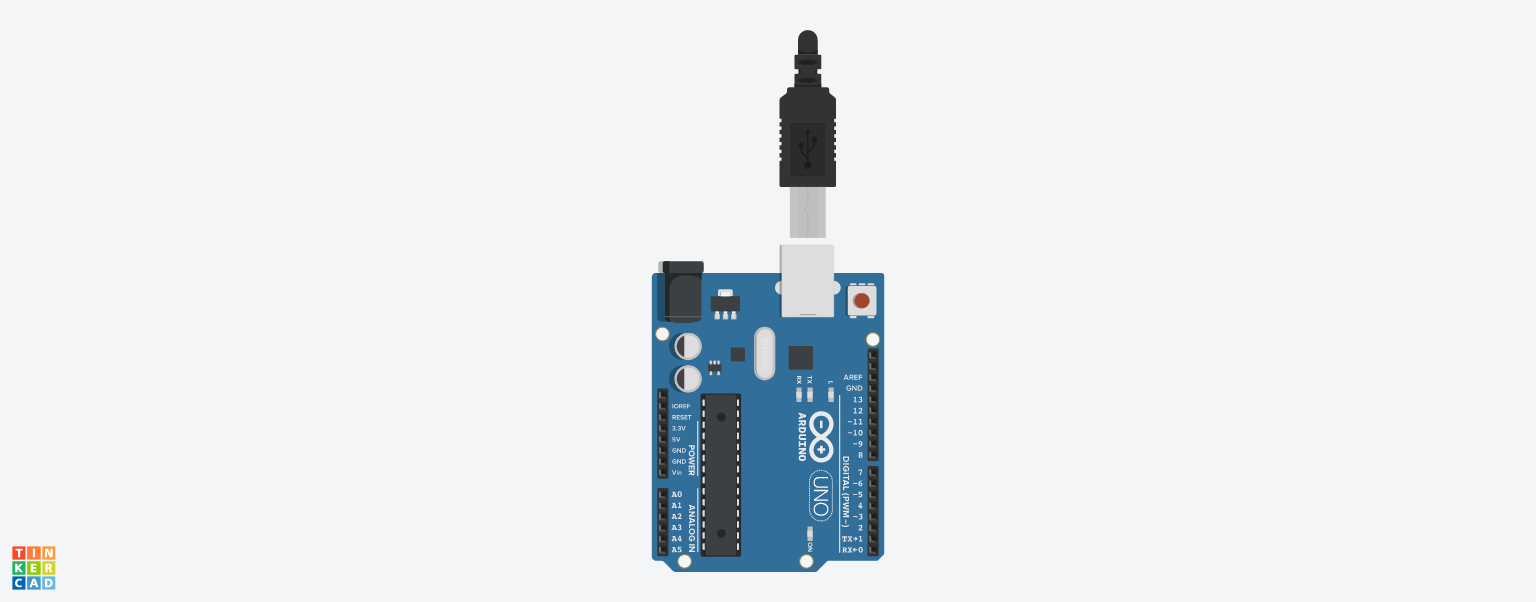 RX
TX
L
AREF
GND
13
12
~11
~10
~9
8
7
~6
~5
4
~3
2
TX→1
RX←0
DIGITAL (PWM~)
ARDUINO
UNO
ON
IOREF
RESET
3.3V
5V
GND
GND
Vin
POWER
A0
A1
A2
A3
A4
A5
ANALOG IN
TIN
KER
CAD